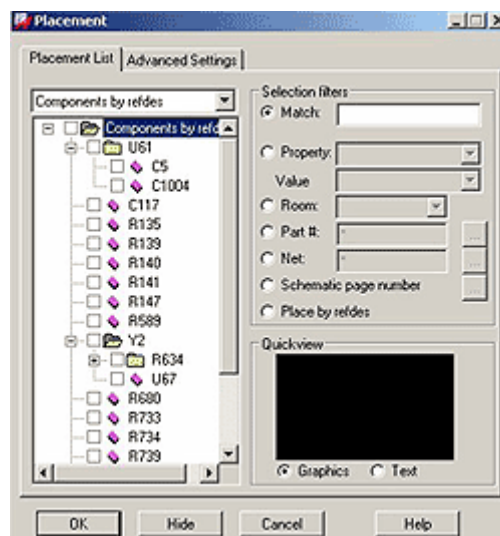 Placement
Placement List
Advanced Settings
Components by refdes
Components by refd
U61
C5
C1004
C117
R135
R139
R140
R141
R147
R589
Y2
R634
U67
R680
R733
R734
R739
Selection filters
Match:
Property:
Value
Room:
Part #:
Net:
Schematic page number
Place by refdes
Quickview
Graphics
Text
OK
Hide
Cancel
Help